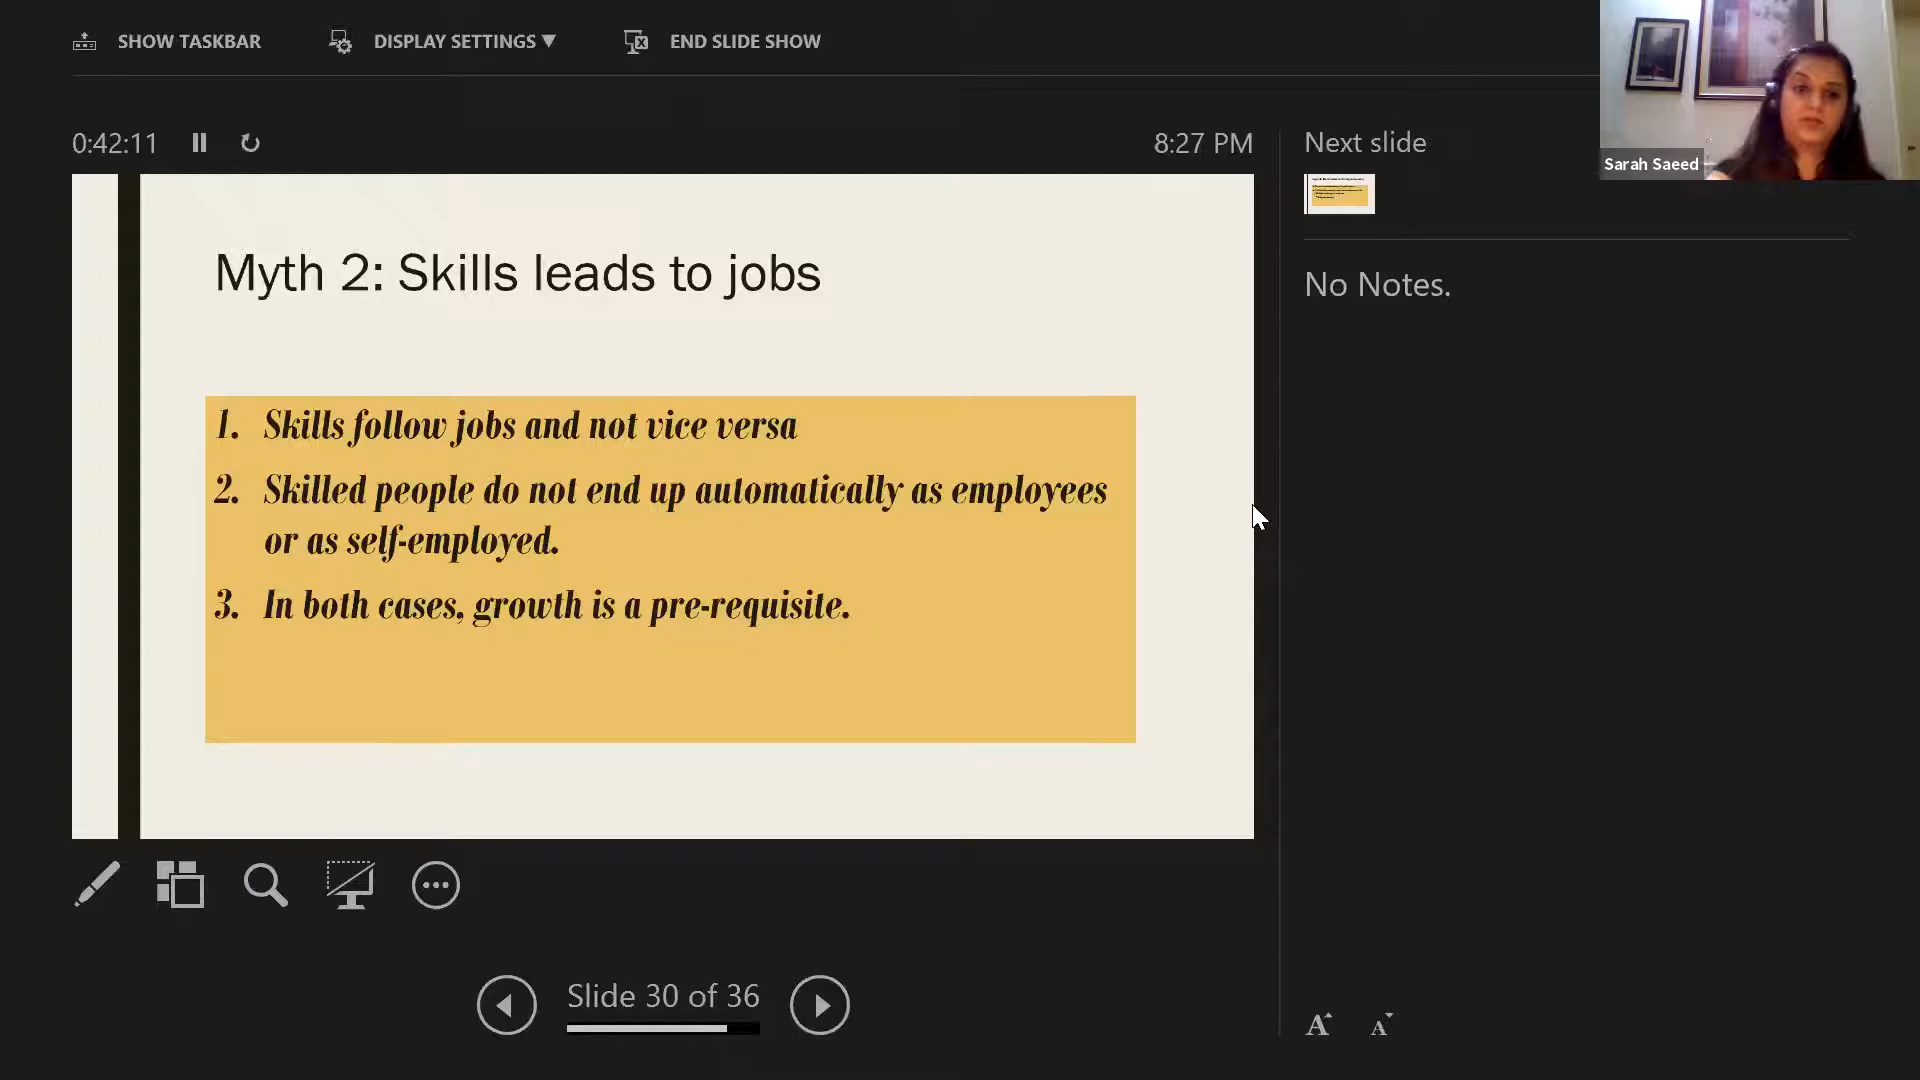 SHOW TASKBAR
DISPLAY SETTINGS ▼
END SLIDE SHOW
0:42:11
8:27 PM
Next slide
Sarah Saeed
Myth 2: Skills leads to jobs
1. Skills follow jobs and not vice versa
2. Skilled people do not end up automatically as employees
or as self-employed.
3. In both cases, growth is a pre-requisite.
No Notes.
Slide 30 of 36
A A